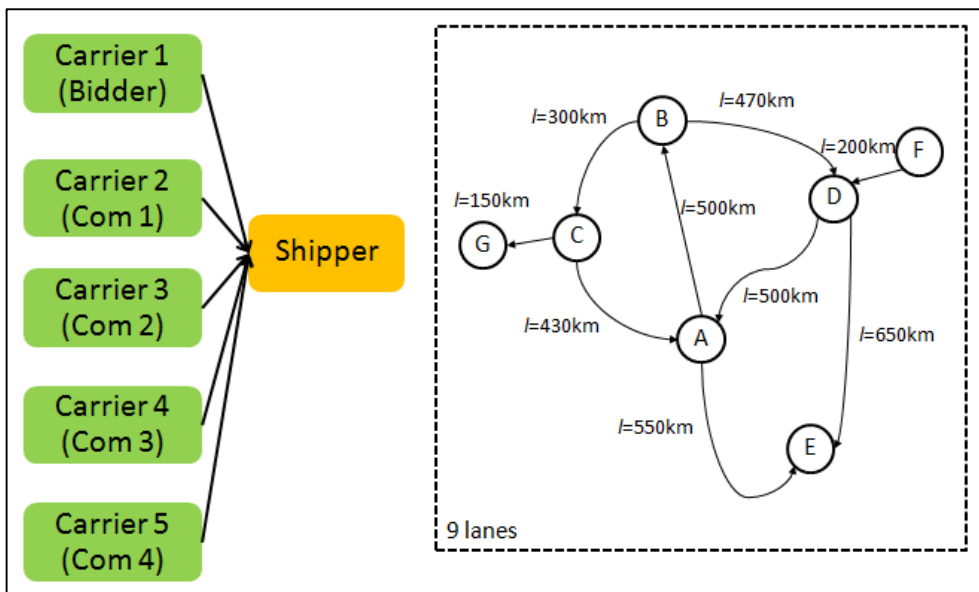 Carrier 1
(Bidder)
Carrier 2
(Com 1)
Carrier 3
(Com 2)
Carrier 4
(Com 3)
Carrier 5
(Com 4)
Shipper
l=300km
B
l=470km
l=200km
F
D
l=150km
G
C
l=500km
l=500km
l=430km
A
l=650km
l=550km
E
9 lanes